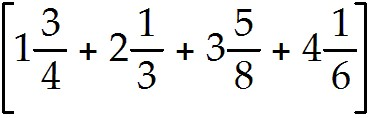 [1 3/4 + 2 1/3 + 3 5/8 + 4 1/6]